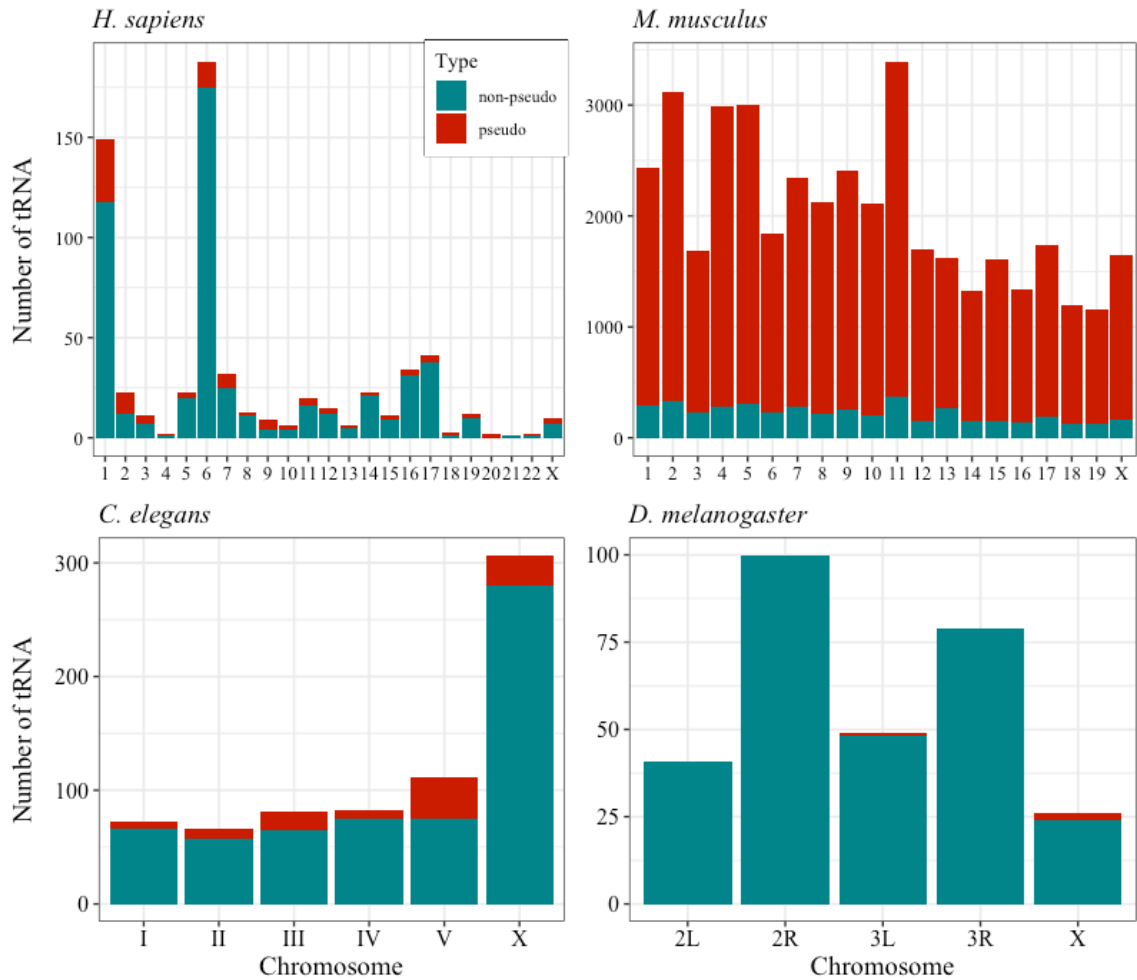 H. sapiens
M. musculus
Number of tRNA
150
100
50
0
Type
non-pseudo
pseudo
1 2 3 4 5 6 7 8 9 10 11 12 13 14 15 16 17 18 19 20 21 22 X
3000
2000
1000
0
1 2 3 4 5 6 7 8 9 10 11 12 13 14 15 16 17 18 19 X
C. elegans
D. melanogaster
Number of tRNA
300
200
100
0
I II III IV V X
Chromosome
100
75
50
25
0
2L 2R 3L 3R X
Chromosome